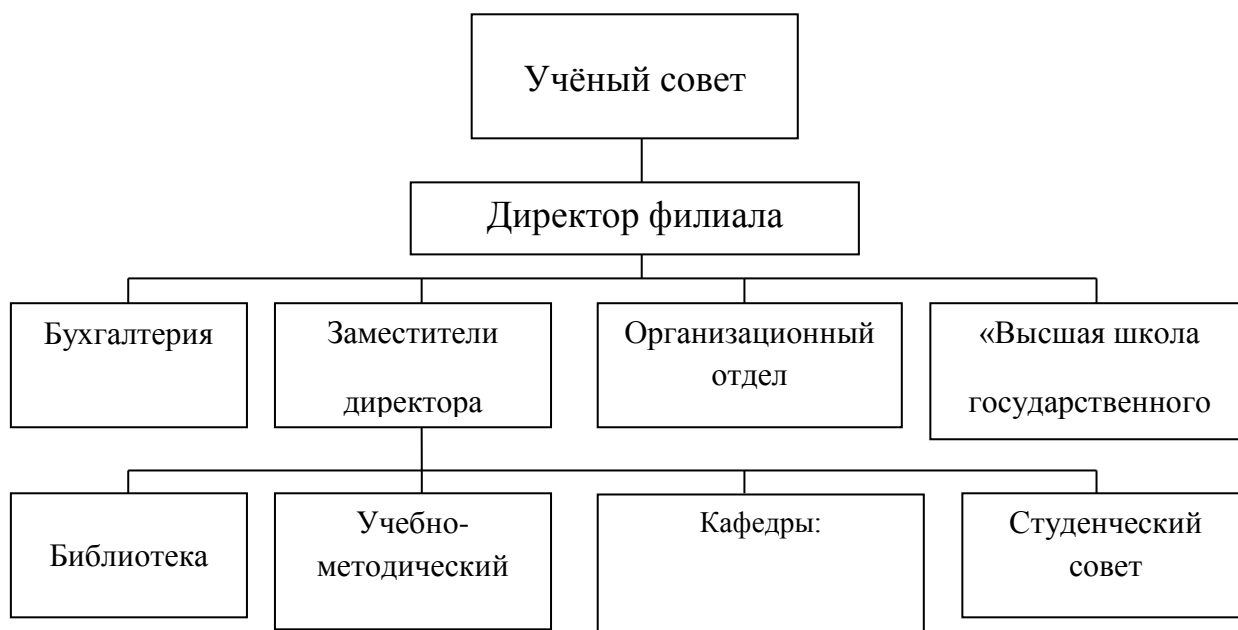 Учёный совет
Директор филиала
Бухгалтерия
Заместители
директора
Организационный
отдел
«Высшая школа
государственного
Библиотека
Учебно-
методический
Кафедры:
Студенческий
совет